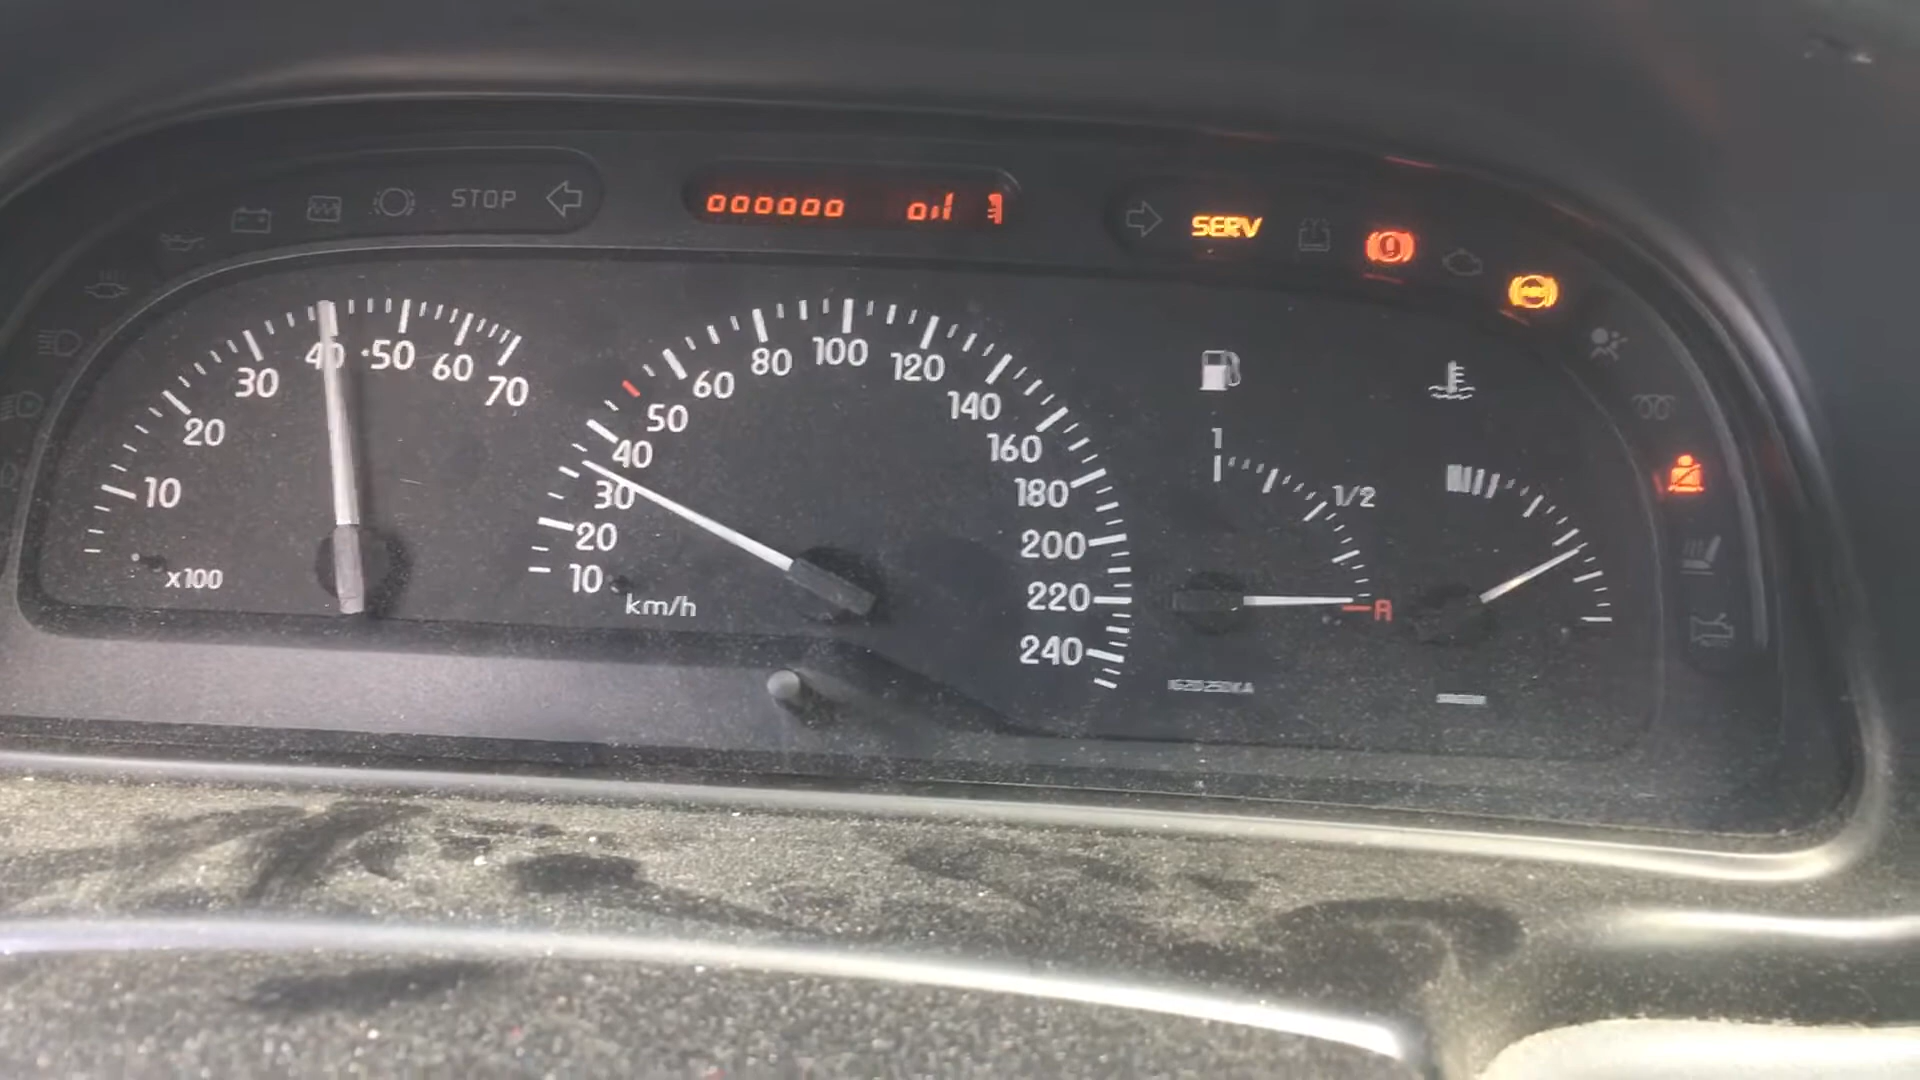 STOP
oooooo oil
SERV
10 20 30 40 50 60 70
x100
10 20 30 40 50 60 80 100 120 140 160 180 200 220 240
km/h
1 1/2 R